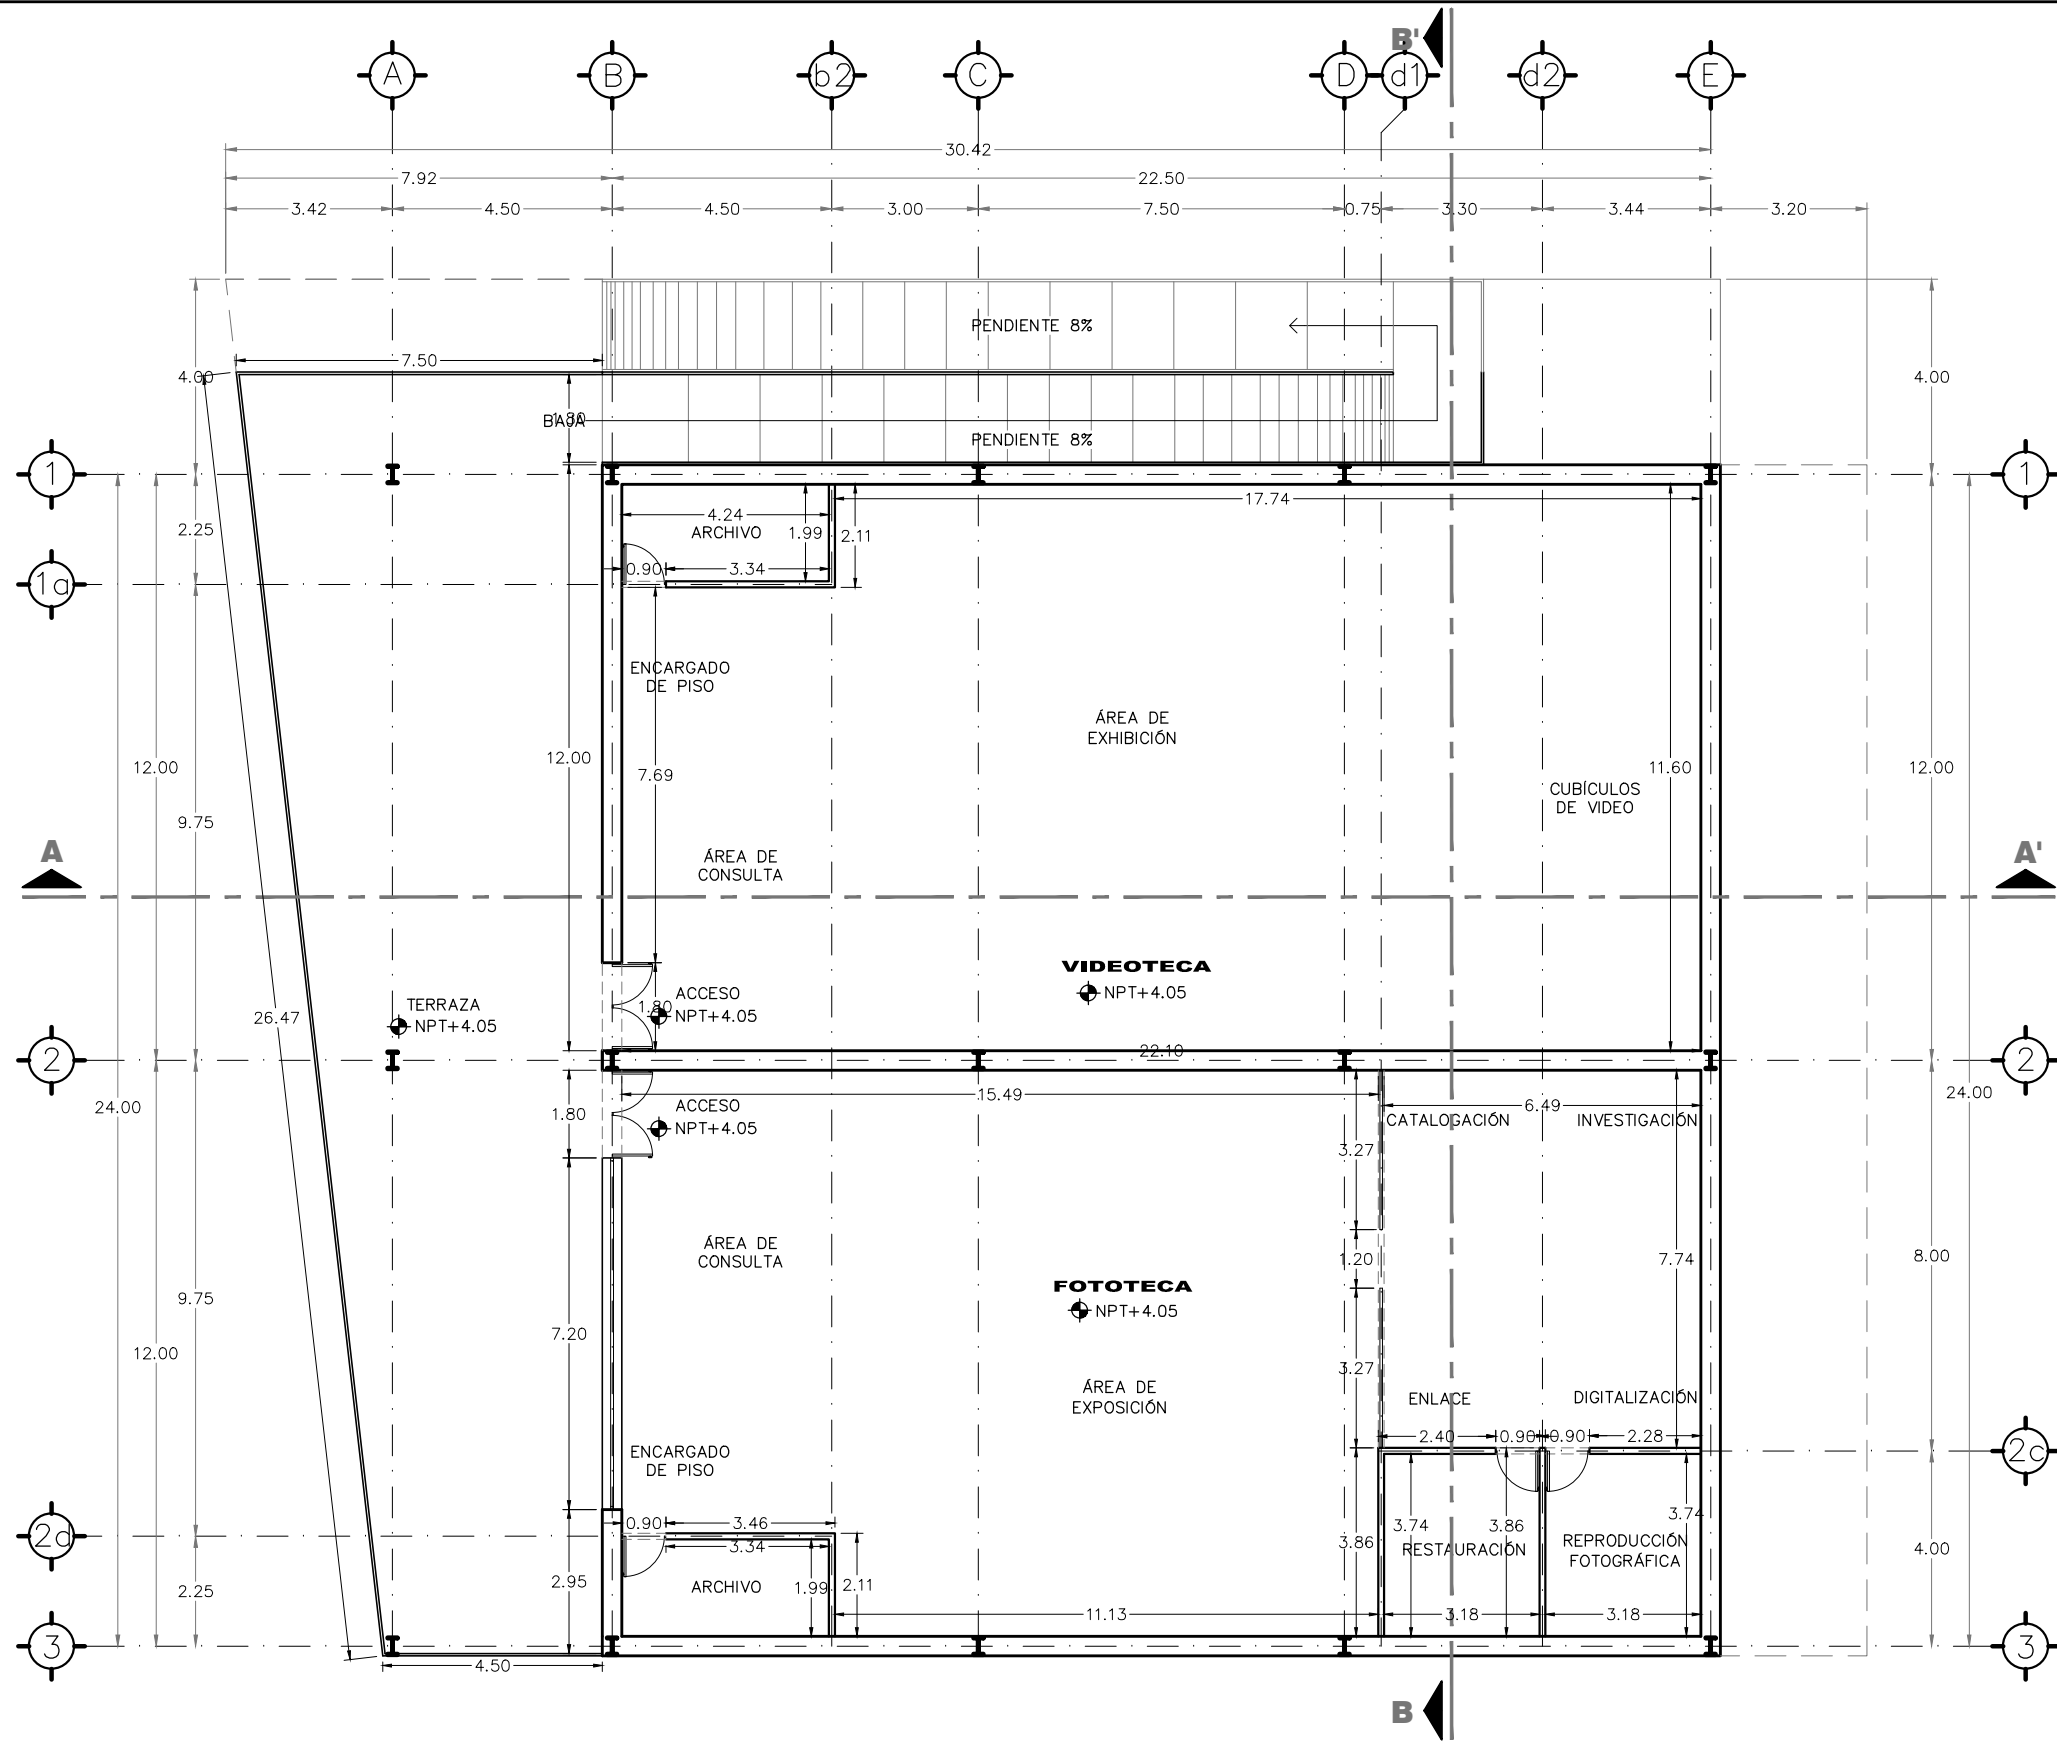 B'
A
B
b2
C
D
d1
d2
E
30.42
7.92
22.50
3.42
4.50
4.50
3.00
7.50
0.75
3.30
3.44
3.20
PENDIENTE 8%
7.50
4.00
4.00
BAJA
1.80
PENDIENTE 8%
1
1
17.74
4.24
ARCHIVO
1.99
2.11
2.25
0.90
3.34
1a
ENCARGADO
DE PISO
ÁREA DE
EXHIBICIÓN
12.00
12.00
7.69
11.60
12.00
CUBÍCULOS
DE VIDEO
9.75
A
A'
ÁREA DE
CONSULTA
VIDEOTECA
NPT+4.05
ACCESO
NPT+4.05
1.80
TERRAZA
NPT+4.05
26.47
2
2
22.10
24.00
24.00
15.49
6.49
1.80
ACCESO
NPT+4.05
CATALOGACIÓN
INVESTIGACIÓN
3.27
ÁREA DE
CONSULTA
1.20
7.74
8.00
FOTOTECA
NPT+4.05
9.75
7.20
12.00
3.27
ÁREA DE
EXPOSICIÓN
ENLACE
DIGITALIZACIÓN
2.40
0.90
0.90
2.28
ENCARGADO
DE PISO
2c
0.90
3.46
3.34
2d
3.74
3.86
3.74
3.86
RESTAURACIÓN
REPRODUCCIÓN
FOTOGRÁFICA
4.00
2.95
ARCHIVO
1.99
2.11
2.25
11.13
3.18
3.18
3
3
4.50
B